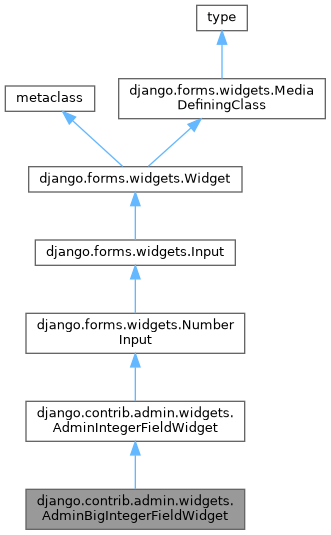 type
django.forms.widgets.Media
DefiningClass
metaclass
django.forms.widgets.Widget
django.forms.widgets.Input
django.forms.widgets.Number
Input
django.contrib.admin.widgets.
AdminIntegerFieldWidget
django.contrib.admin.widgets.
AdminBigIntegerFieldWidget